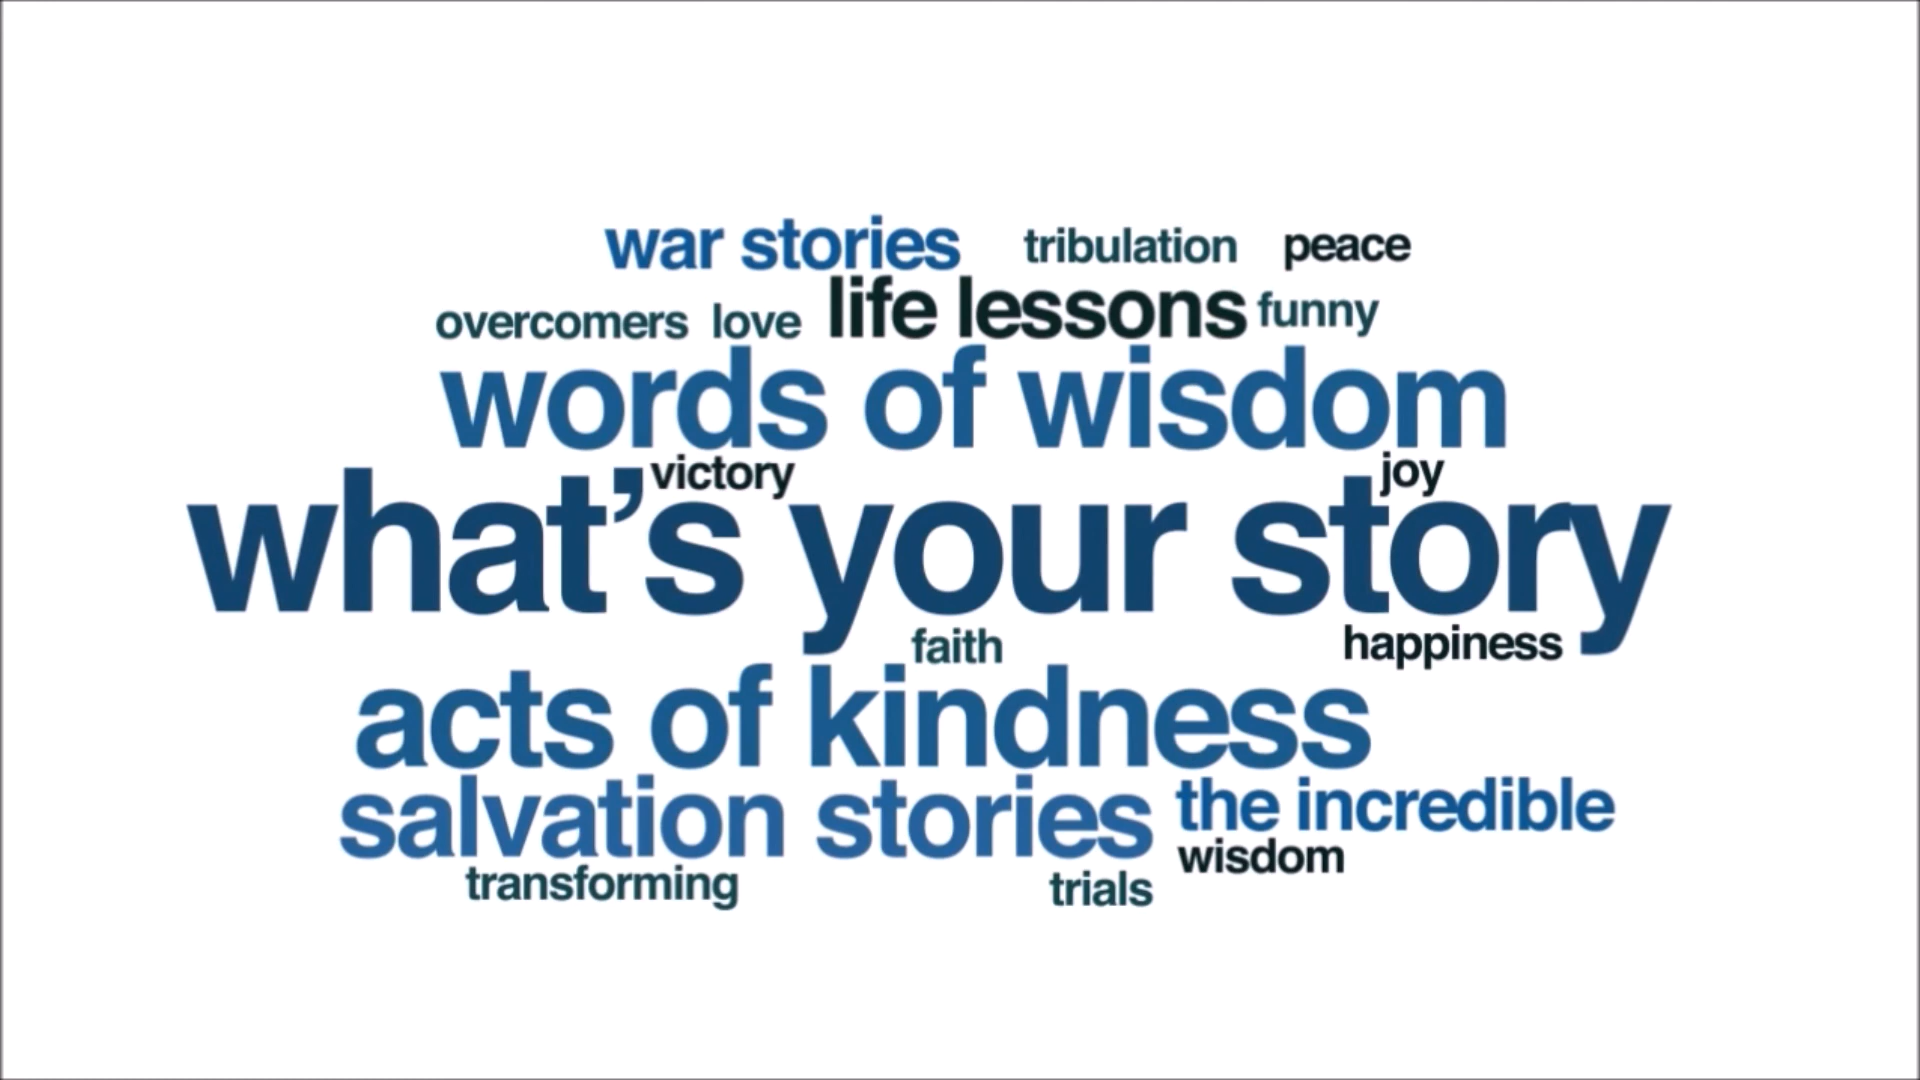 war stories tribulation peace
overcomers love life lessons funny
words of wisdom
victory joy
what’s your story
faith happiness
acts of kindness
salvation stories the incredible
wisdom
transforming trials